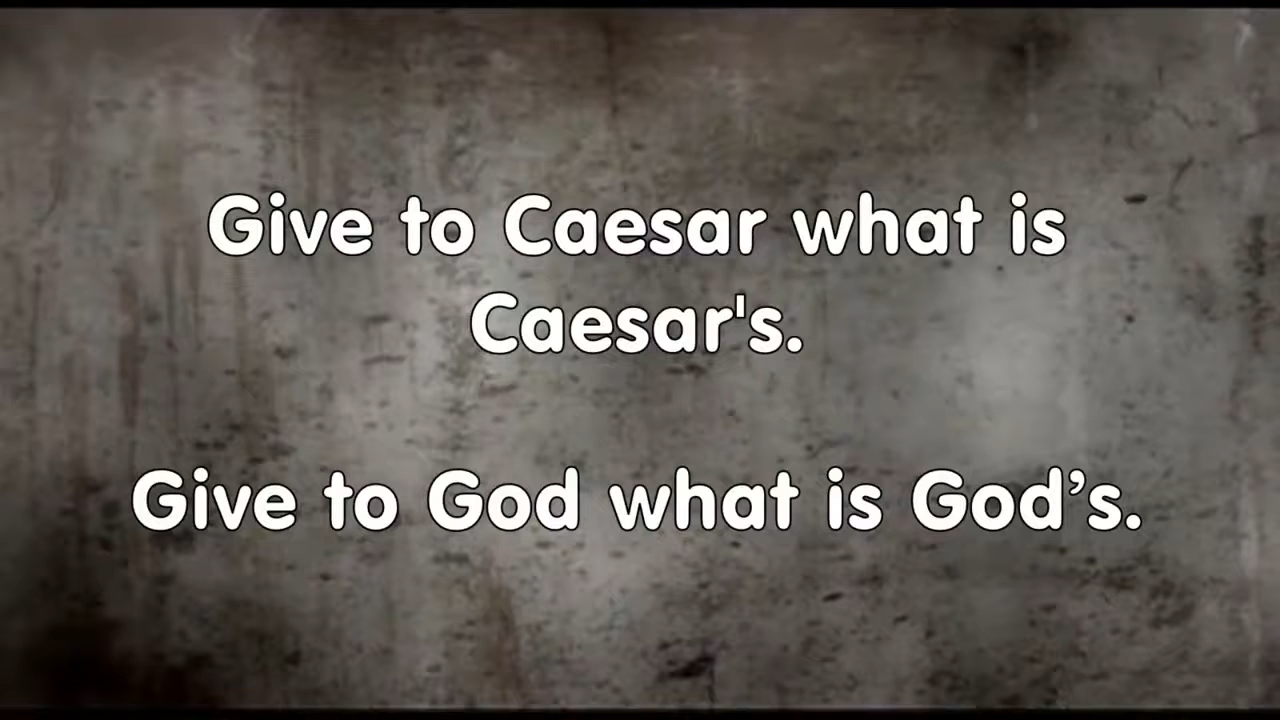 Give to Caesar what is
Caesar's.
Give to God what is God’s.